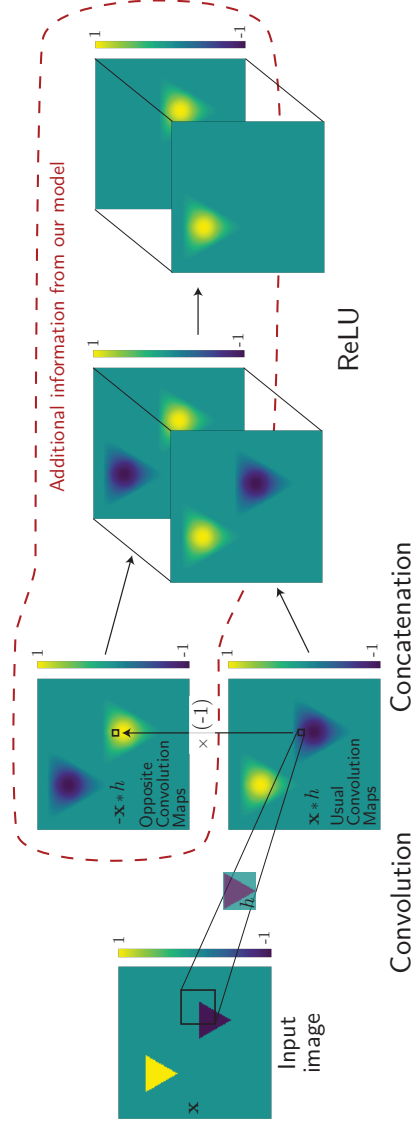 Additional information from our model
1
-1
1
-1
1
-1
1
-1
1
-1
-x * h
Opposite
Convolution
Maps
× (-1)
x * h
Usual
Convolution
Maps
h
x
Input
image
Convolution
Concatenation
ReLU